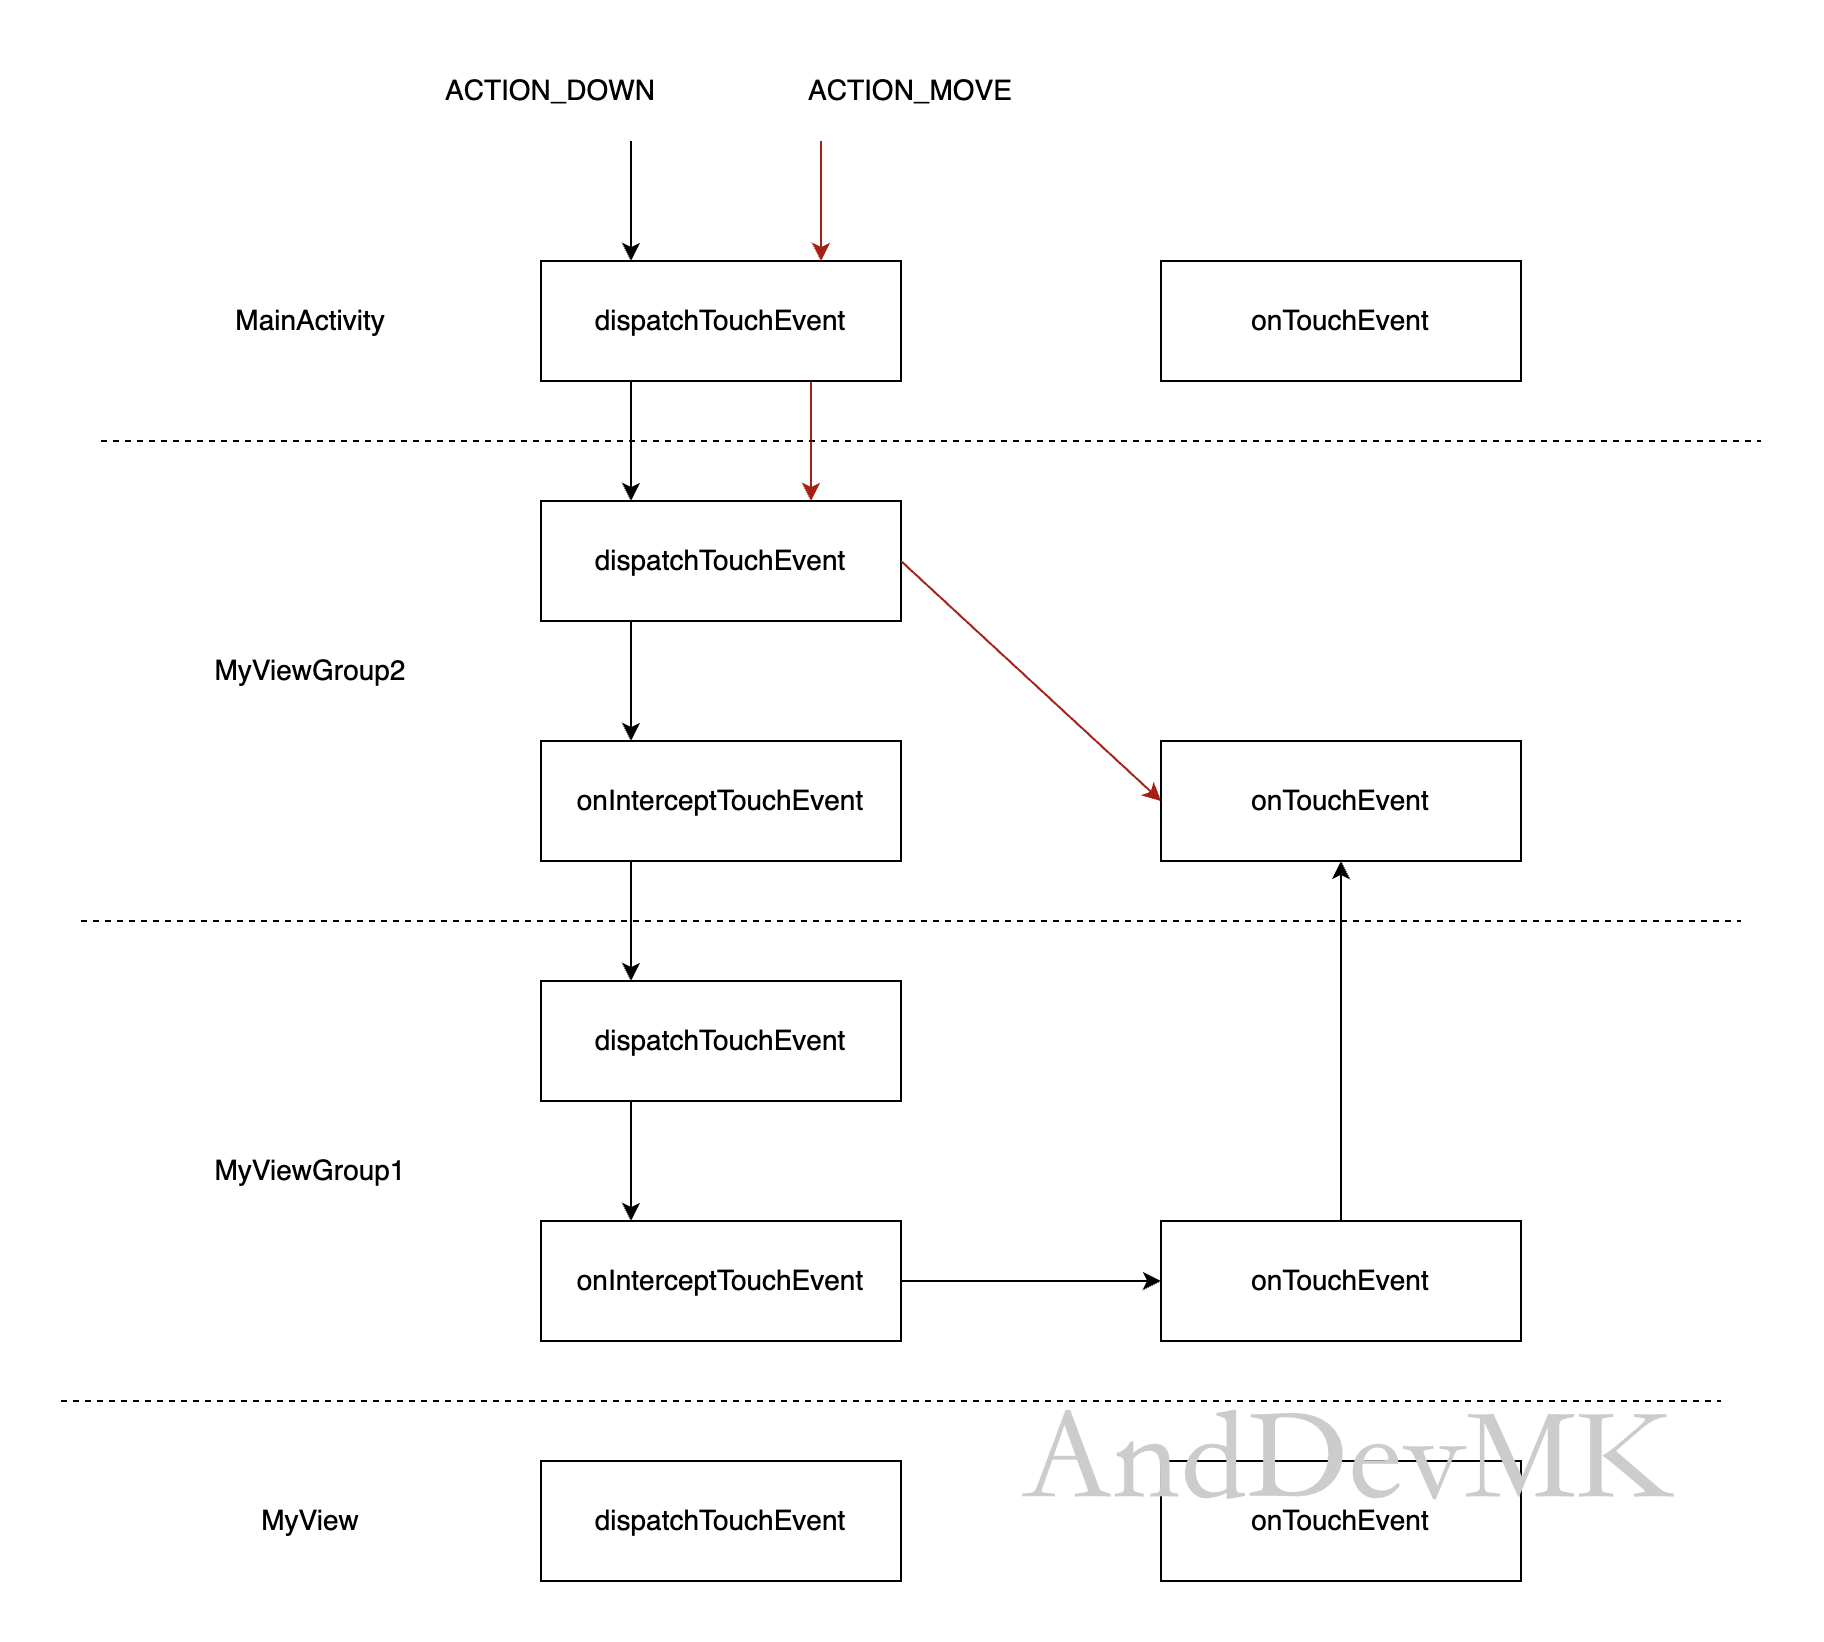 ACTION_DOWN
ACTION_MOVE
MainActivity
dispatchTouchEvent
onTouchEvent
dispatchTouchEvent
MyViewGroup2
onInterceptTouchEvent
onTouchEvent
dispatchTouchEvent
MyViewGroup1
onInterceptTouchEvent
onTouchEvent
AndDevMK
MyView
dispatchTouchEvent
onTouchEvent